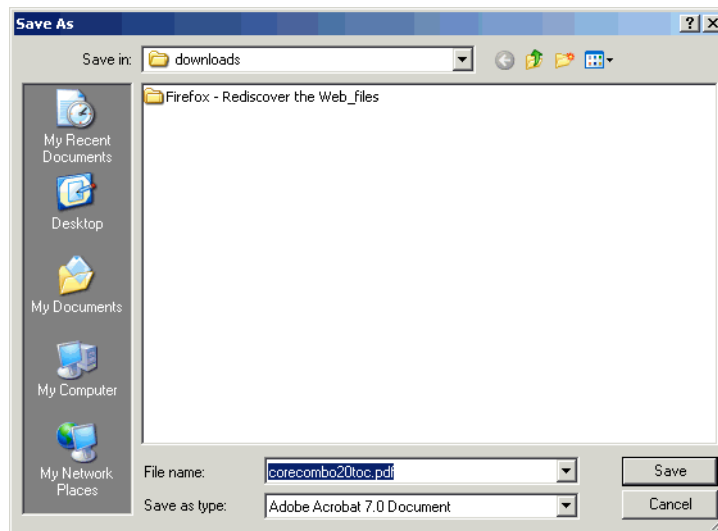 Save As
Save in: downloads
Firefox - Rediscover the Web_files
My Recent
Documents
Desktop
My Documents
My Computer
My Network
Places
File name: corecombo20toc.pdf
Save
Save as type: Adobe Acrobat 7.0 Document
Cancel